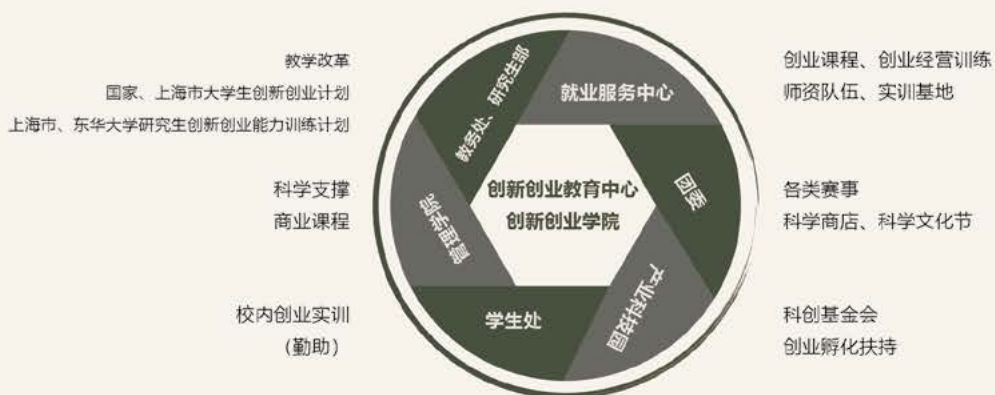 教学改革
国家、上海市大学生创新创业计划
上海市、东华大学研究生创新创业能力训练计划
教务处、研究生部
就业服务中心
创业课程、创业经营训练
师资队伍、实训基地
科学支撑
商业课程
管理学院
创新创业教育中心
创新创业学院
团委
各类赛事
科学商店、科学文化节
校内创业实训
(勤助)
学生处
产业科技园
科创基金会
创业孵化扶持